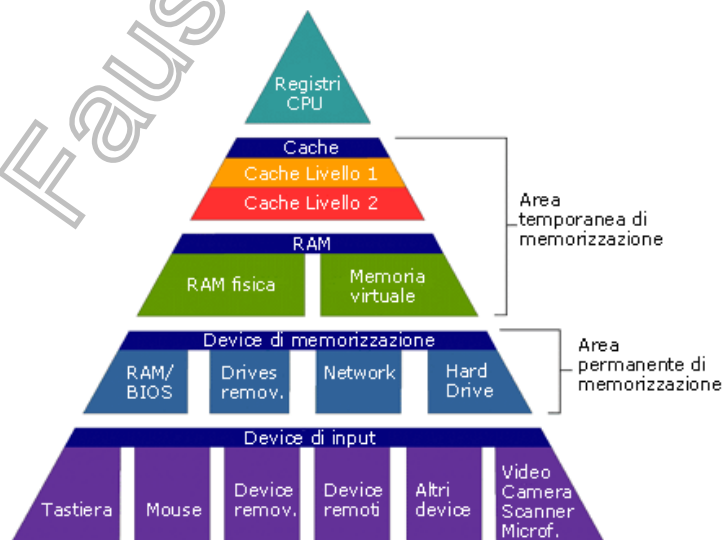 Faus
Registri
CPU
Cache
Cache Livello 1
Cache Livello 2
Area
temporanea di
memorizzazione
RAM
RAM fisica
Memoria
virtuale
Device di memorizzazione
RAM/
BIOS
Drives
remov.
Network
Hard
Drive
Area
permanente di
memorizzazione
Device di input
Tastiera
Mouse
Device
remov.
Device
remoti
Altri
device
Video
Camera
Scanner
Microf.